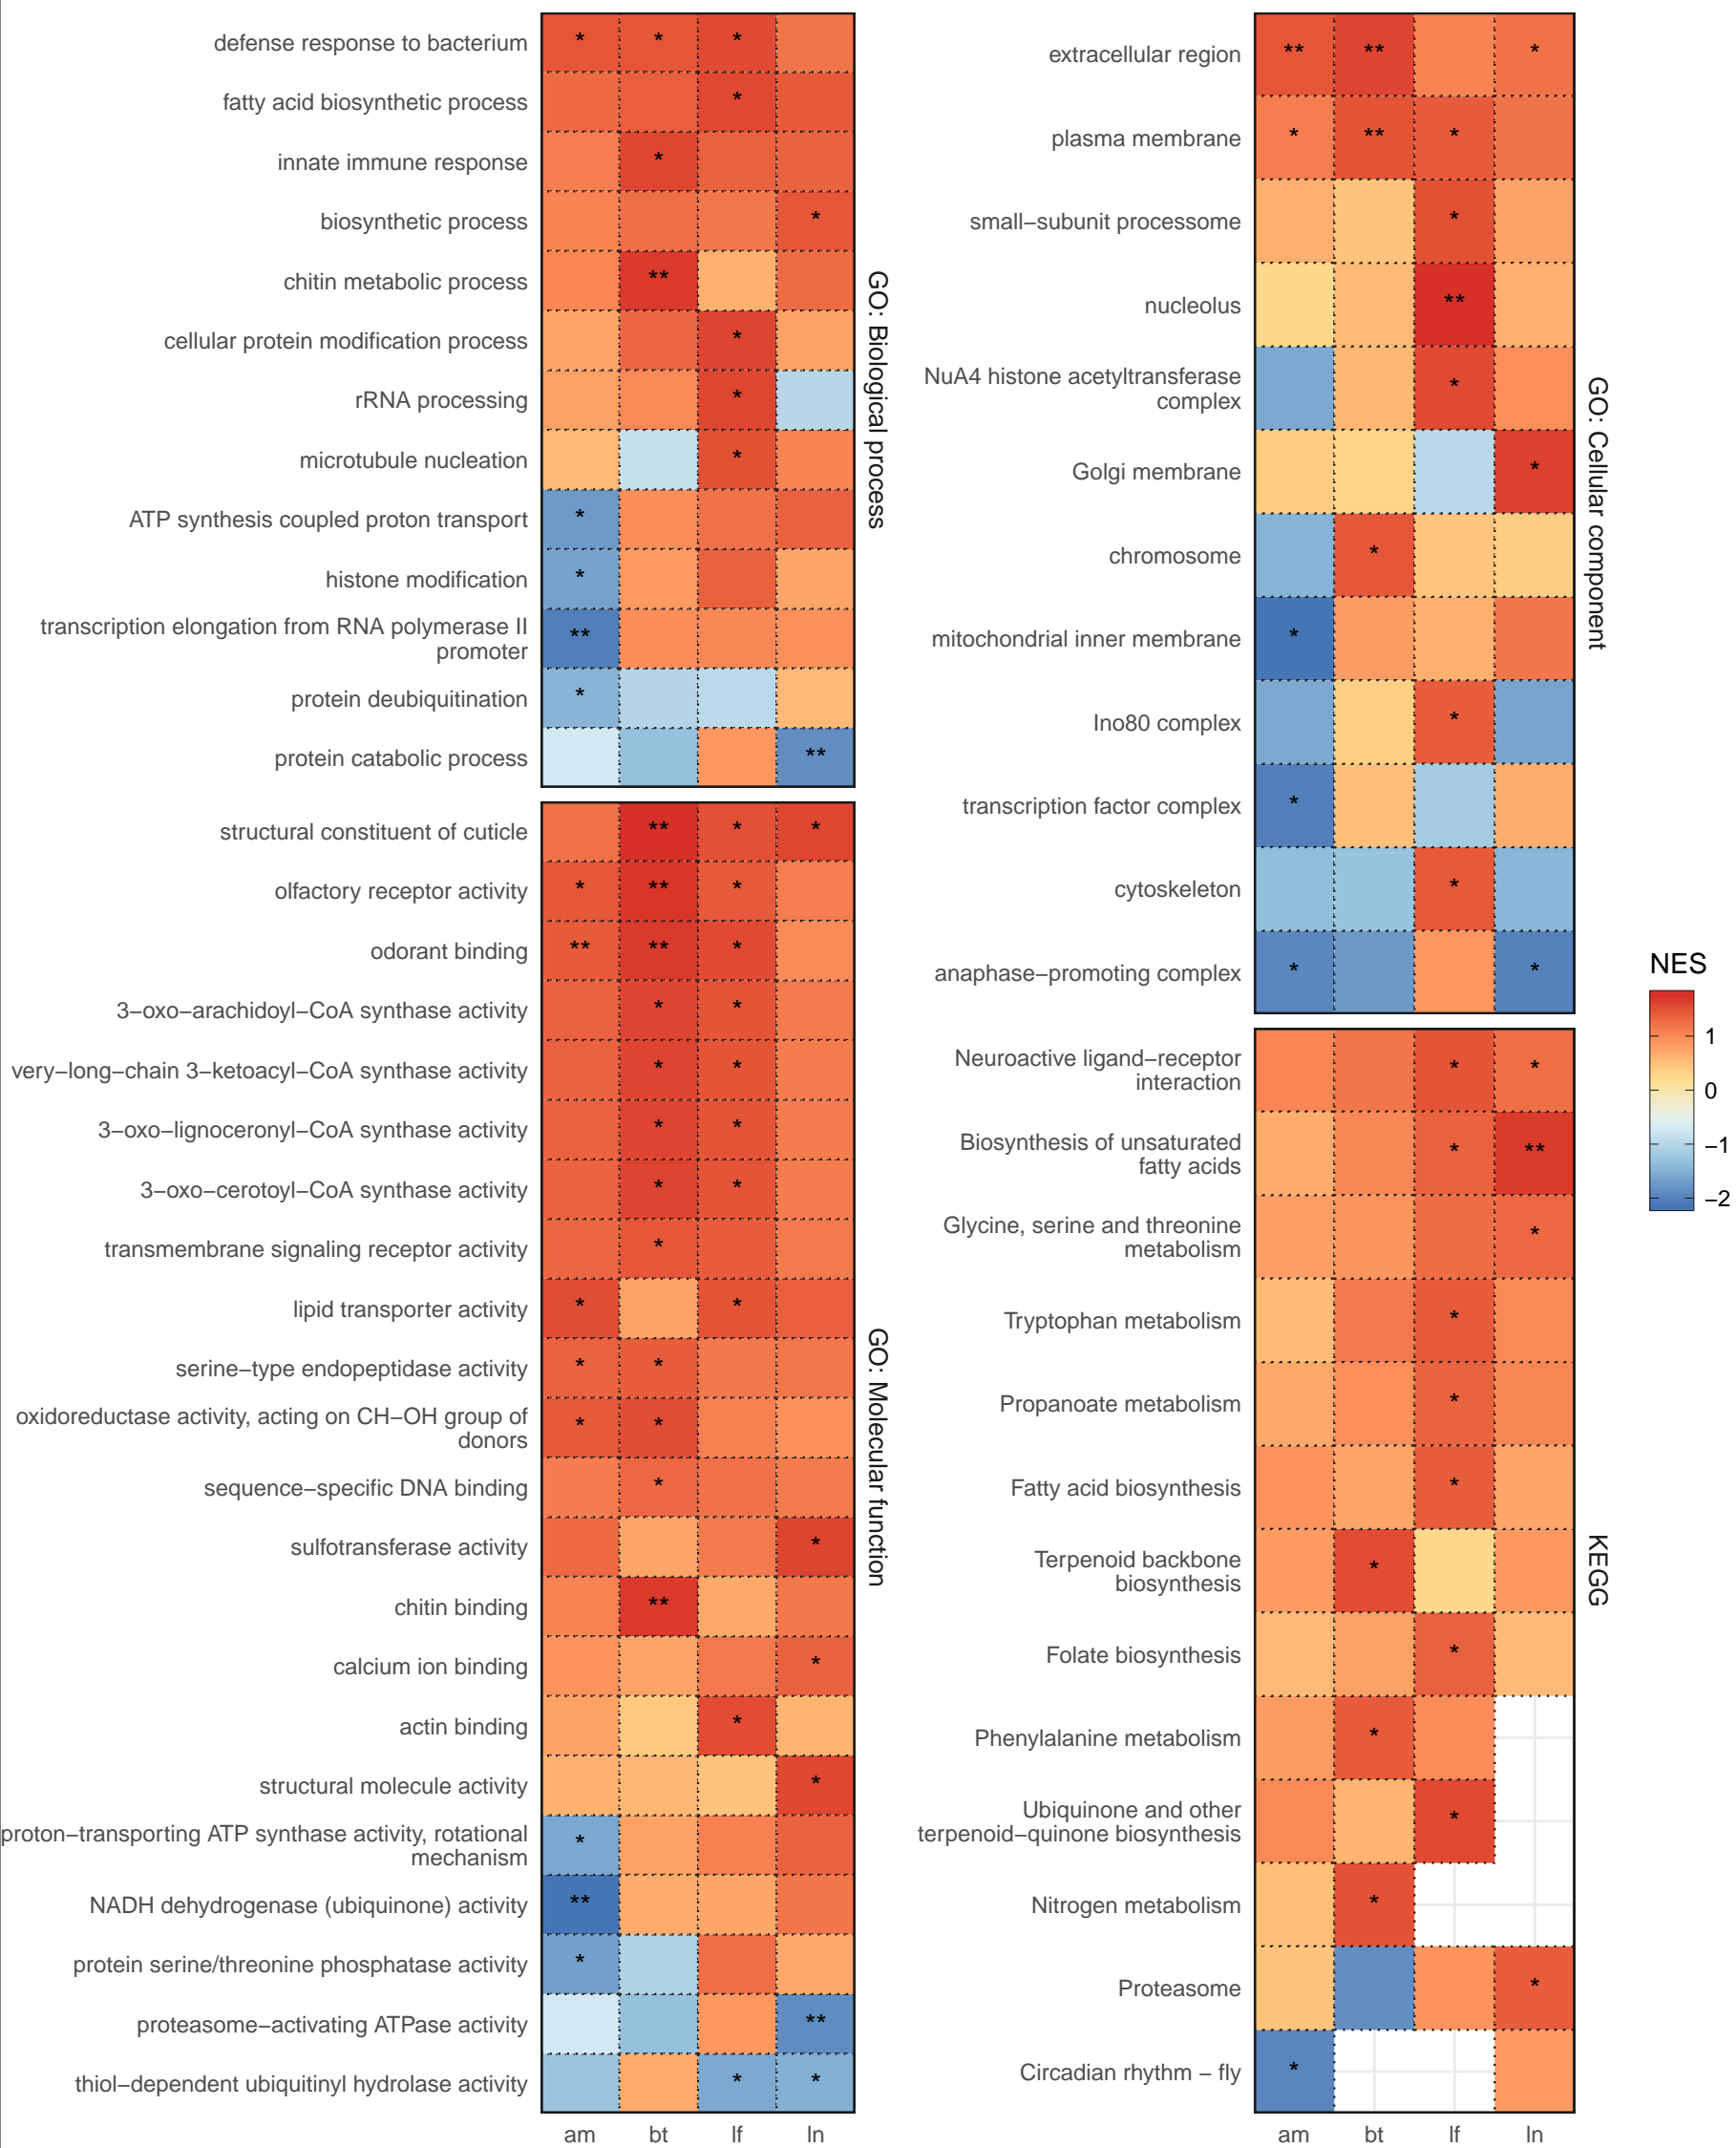 defense response to bacterium
* * *
fatty acid biosynthetic process
*
innate immune response
*
biosynthetic process
*
chitin metabolic process
**
cellular protein modification process
*
rRNA processing
*
microtubule nucleation
*
ATP synthesis coupled proton transport
*
histone modification
*
transcription elongation from RNA polymerase II
promoter
**
protein deubiquitination
*
protein catabolic process
**
GO: Biological process
structural constituent of cuticle
** * *
olfactory receptor activity
* ** *
odorant binding
** ** *
3−oxo−arachidoyl−CoA synthase activity
* *
very−long−chain 3−ketoacyl−CoA synthase activity
* *
3−oxo−lignoceronyl−CoA synthase activity
* *
3−oxo−cerotoyl−CoA synthase activity
* *
transmembrane signaling receptor activity
*
lipid transporter activity
* *
serine−type endopeptidase activity
* *
oxidoreductase activity, acting on CH−OH group of
donors
* *
sequence−specific DNA binding
*
sulfotransferase activity
*
chitin binding
**
calcium ion binding
*
actin binding
*
structural molecule activity
*
proton−transporting ATP synthase activity, rotational
mechanism
*
NADH dehydrogenase (ubiquinone) activity
**
protein serine/threonine phosphatase activity
*
proteasome−activating ATPase activity
**
thiol−dependent ubiquitinyl hydrolase activity
* *
GO: Molecular function
am bt lf ln
extracellular region
** ** *
plasma membrane
* ** *
small−subunit processome
*
nucleolus
**
NuA4 histone acetyltransferase
complex
*
Golgi membrane
*
chromosome
*
mitochondrial inner membrane
*
Ino80 complex
*
transcription factor complex
*
cytoskeleton
*
anaphase−promoting complex
* *
GO: Cellular component
Neuroactive ligand−receptor
interaction
* *
Biosynthesis of unsaturated
fatty acids
* **
Glycine, serine and threonine
metabolism
*
Tryptophan metabolism
*
Propanoate metabolism
*
Fatty acid biosynthesis
*
Terpenoid backbone
biosynthesis
*
Folate biosynthesis
*
Phenylalanine metabolism
*
Ubiquinone and other
terpenoid−quinone biosynthesis
*
Nitrogen metabolism
*
Proteasome
*
Circadian rhythm − fly
*
KEGG
am bt lf ln
NES
1
0
−1
−2